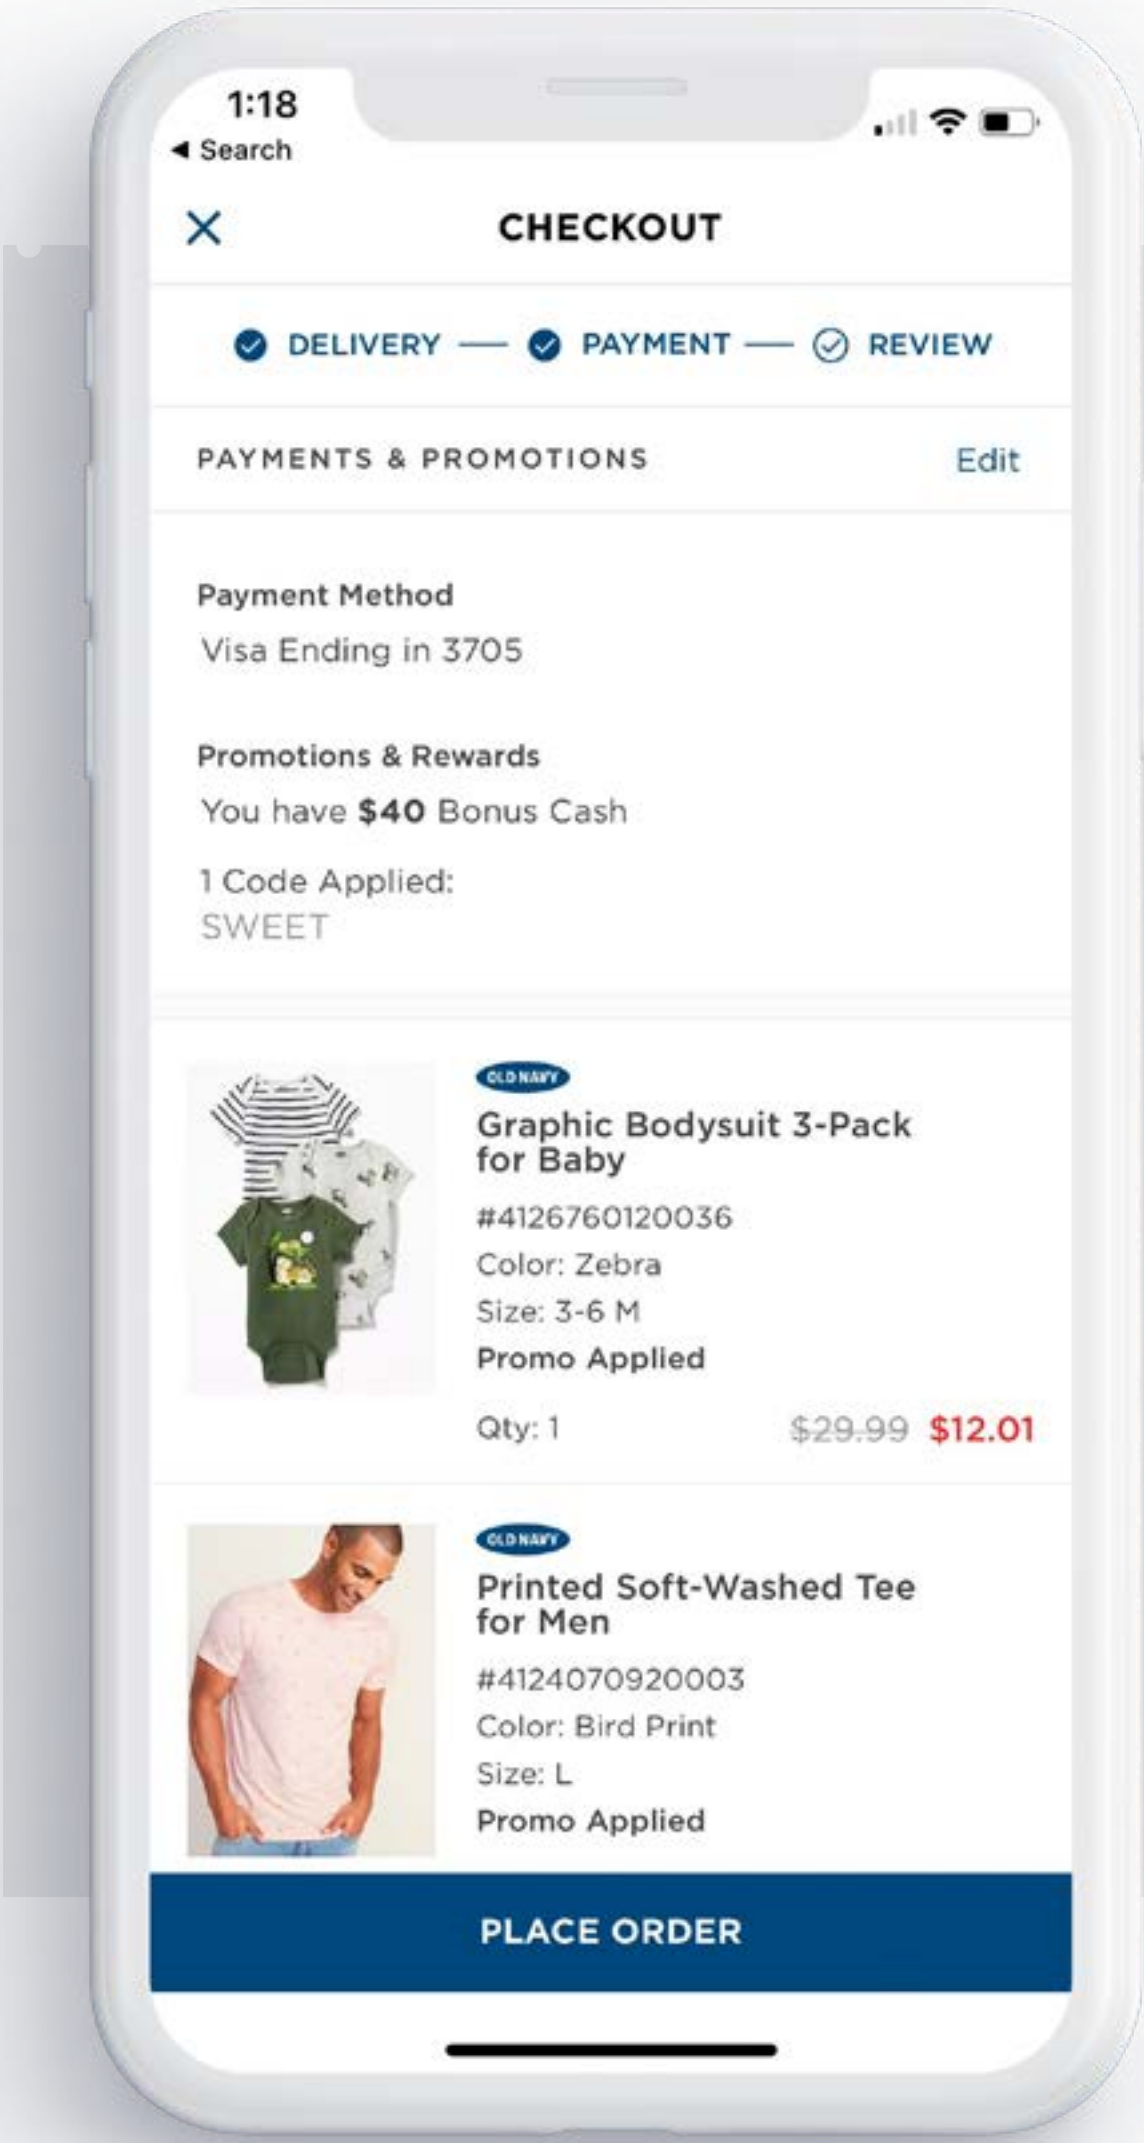 1:18
Search
CHECKOUT
DELIVERY
PAYMENT
REVIEW
PAYMENTS & PROMOTIONS
Edit
Payment Method
Visa Ending in 3705
Promotions & Rewards
You have $40 Bonus Cash
1 Code Applied:
SWEET
OLD NAVY
Graphic Bodysuit 3-Pack
for Baby
#4126760120036
Color: Zebra
Size: 3-6 M
Promo Applied
Qty: 1
$29.99 $12.01
OLD NAVY
Printed Soft-Washed Tee
for Men
#4124070920003
Color: Bird Print
Size: L
Promo Applied
PLACE ORDER